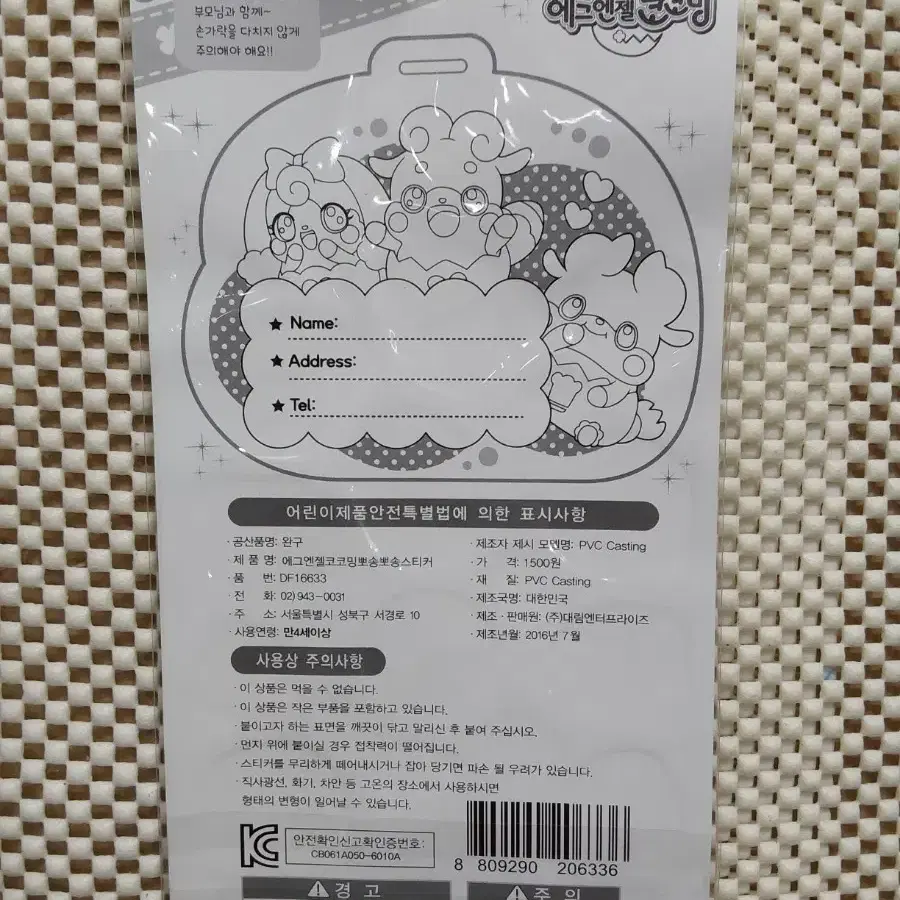 부모님과 함께~
손가락을 다치지 않게
주의해야 해요!!
에그엔젤 코코밍
★ Name:
★ Address:
★ Tel:
어린이제품안전특별법에 의한 표시사항
· 공산품명: 완구
· 제 품 명: 에그엔젤코코밍뽀송뽀송스티커
· 품 번: DF16633
· 전 화: 02)943-0031
· 주 소: 서울특별시 성북구 서경로 10
· 사용연령: 만4세이상
· 제조자 제시 모델명: PVC Casting
· 가 격: 1500원
· 재 질: PVC Casting
· 제조국명: 대한민국
· 제조 · 판매원: (주)대림엔터프라이즈
· 제조년월: 2016년 7월
사용상 주의사항
· 이 상품은 먹을 수 없습니다.
· 이 상품은 작은 부품을 포함하고 있습니다.
· 붙이고자 하는 표면을 깨끗이 닦고 말리신 후 붙여 주십시오.
· 먼지 위에 붙이실 경우 접착력이 떨어집니다.
· 스티커를 무리하게 떼어내시거나 잡아 당기면 파손 될 우려가 있습니다.
· 직사광선, 화기, 차안 등 고온의 장소에서 사용하시면
형태의 변형이 일어날 수 있습니다.
안전확인신고확인증번호:
CB061A050-6010A
8 809290 206336
경 고
주 의